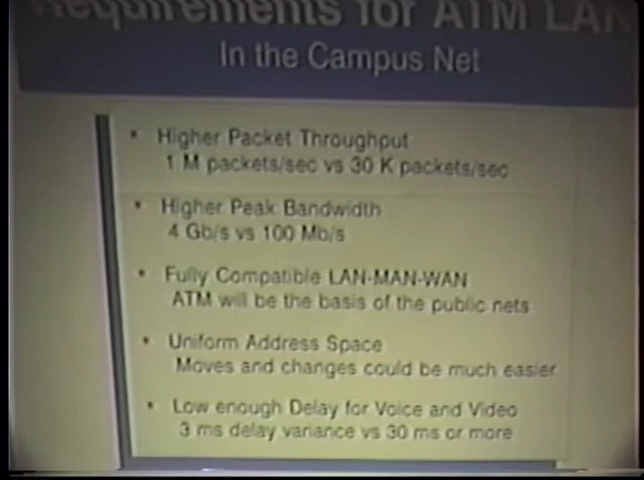 Requirements for ATM LAN
In the Campus Net
• Higher Packet Throughput
1 M packets/sec vs 30 K packets/sec
• Higher Peak Bandwidth
4 Gb/s vs 100 Mb/s
• Fully Compatible LAN-MAN-WAN
ATM will be the basis of the public nets
• Uniform Address Space
Moves and changes could be much easier
• Low enough Delay for Voice and Video
3 ms delay variance vs 30 ms or more